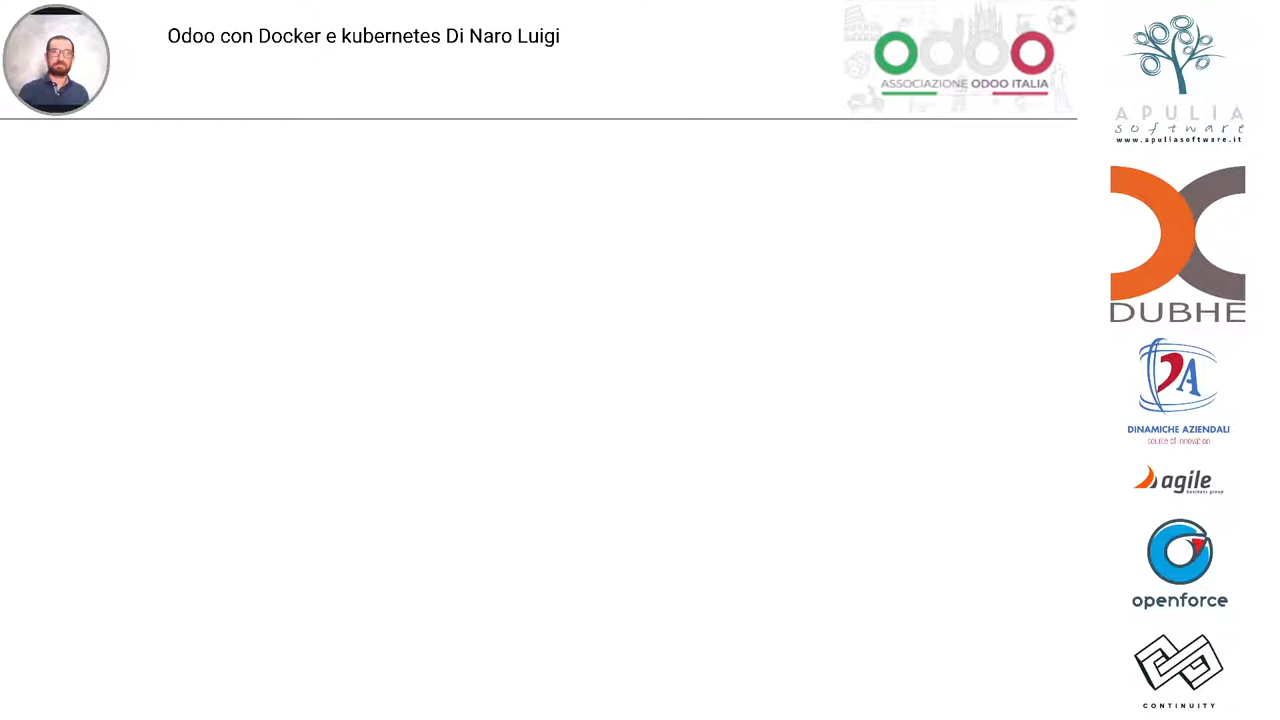 Odoo con Docker e kubernetes Di Naro Luigi
odoo
ASSOCIAZIONE ODOO ITALIA
APULIA
software
www.apuliasoftware.it
DUBHE
DA
DINAMICHE AZIENDALI
source of innovation
agile
business group
openforce
CONTINUITY